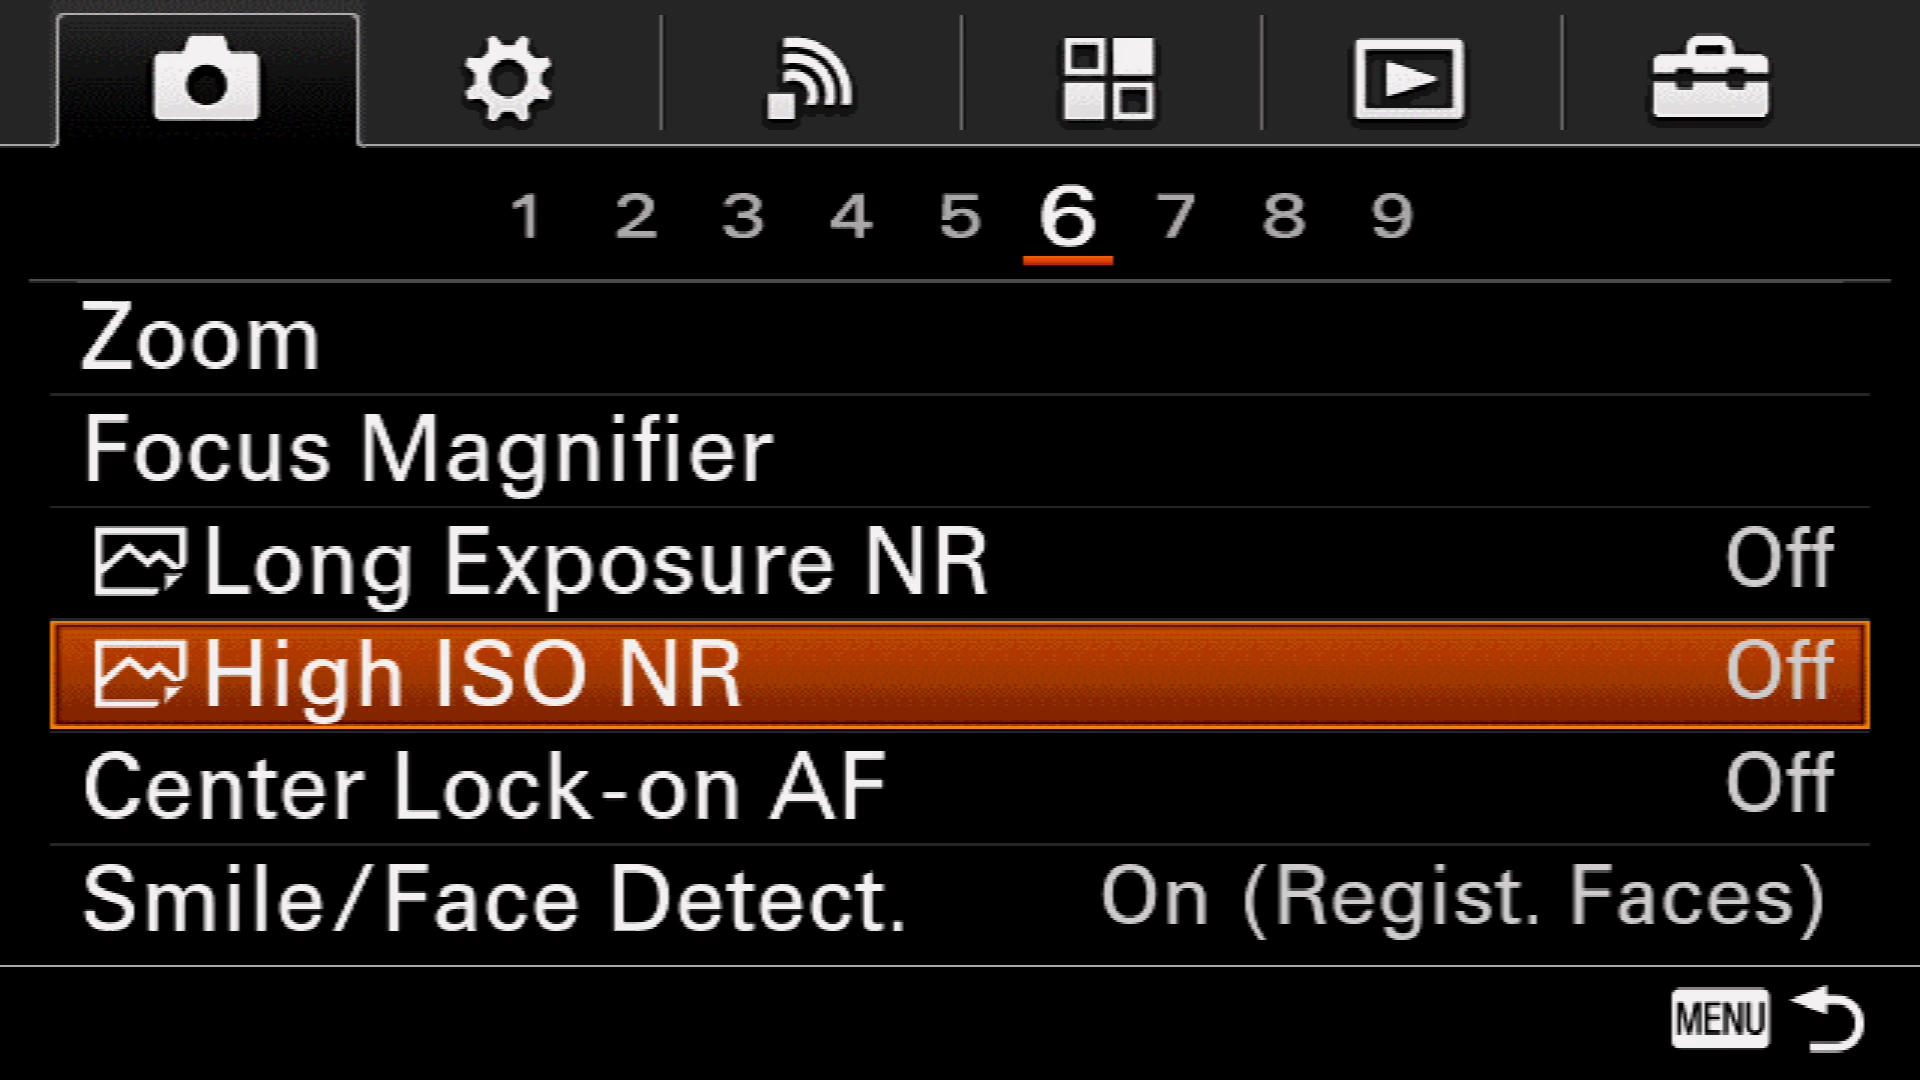 1 2 3 4 5 6 7 8 9
Zoom
Focus Magnifier
Long Exposure NR Off
High ISO NR Off
Center Lock-on AF Off
Smile/Face Detect. On (Regist. Faces)
MENU